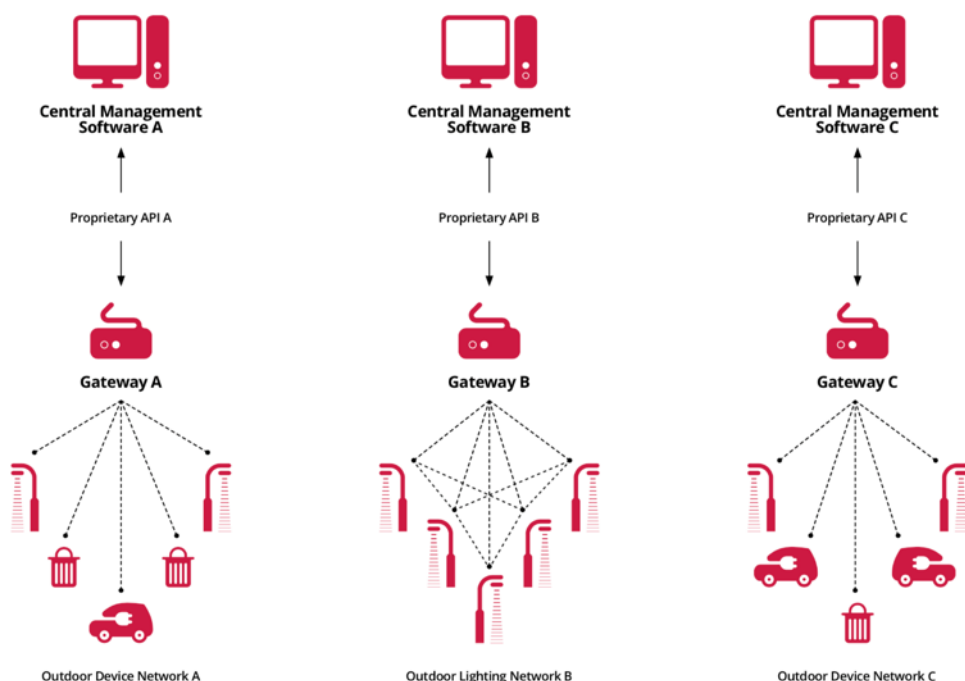 Central Management
Software A
Central Management
Software B
Central Management
Software C
Proprietary API A
Proprietary API B
Proprietary API C
Gateway A
Gateway B
Gateway C
Outdoor Device Network A
Outdoor Lighting Network B
Outdoor Device Network C